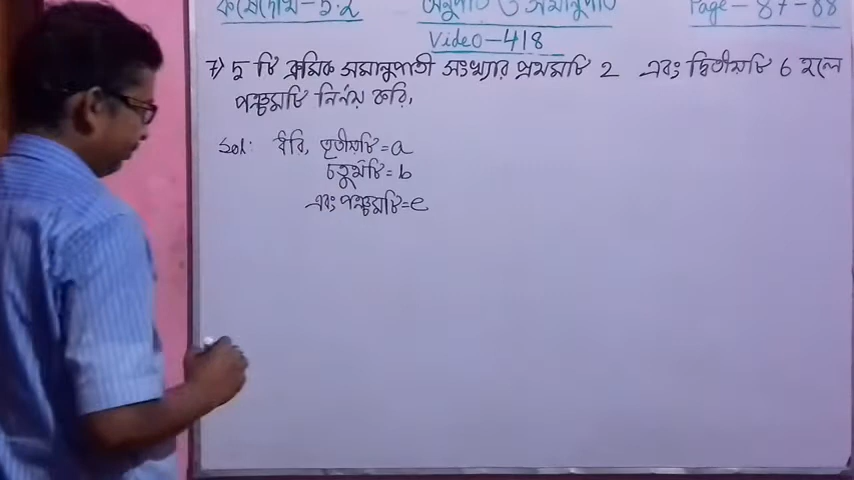 কষে দেখি-5.2 অনুপাত ও সমানুপাত Page-87-88
Video-418
7) 5 টি ক্রমিক সমানুপাতী সংখ্যার প্রথমটি 2 এবং দ্বিতীয়টি 6 হলে
পঞ্চমটি নির্ণয় করি,
Sol: ধরি, তৃতীয়টি=a
চতুর্থটি=b
এবং পঞ্চমটি=c